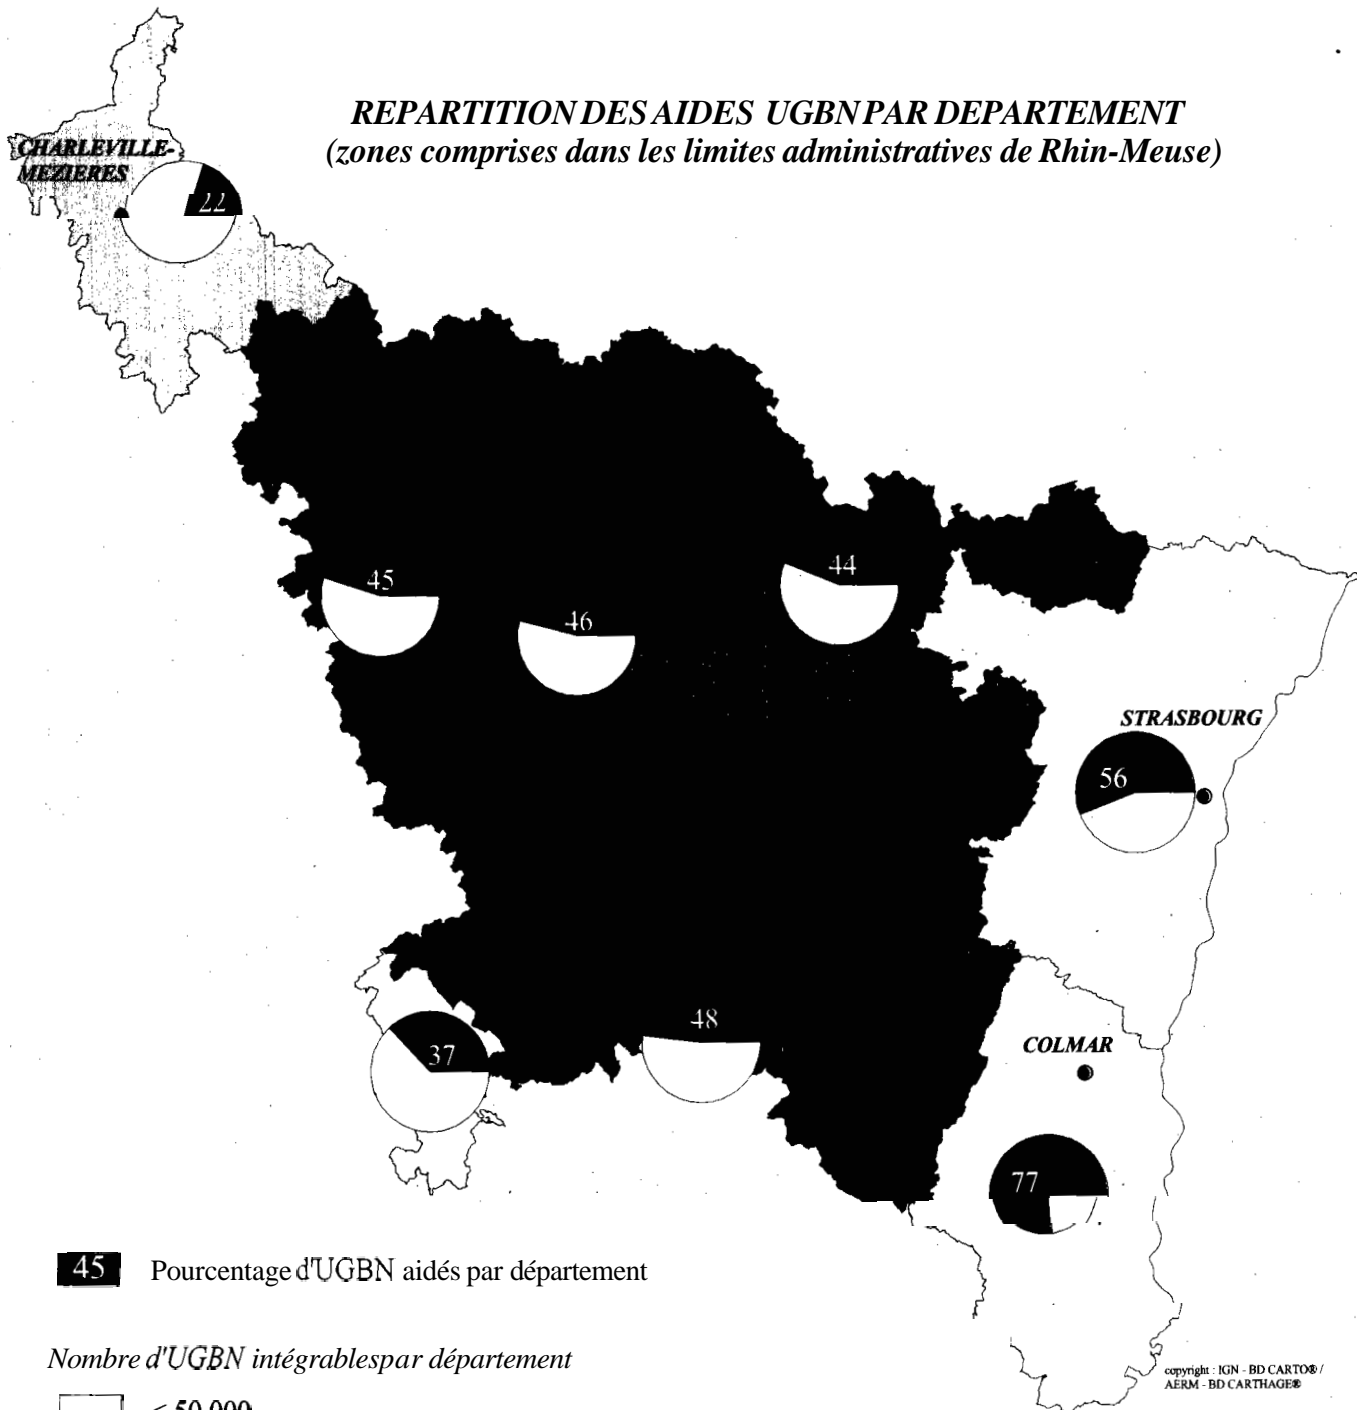 REPARTITION DES AIDES UGBN PAR DEPARTEMENT
(zones comprises dans les limites administratives de Rhin-Meuse)
CHARLEVILLE-
MEZIERES
22
45
46
44
STRASBOURG
56
48
37
COLMAR
77
45 Pourcentage d'UGBN aidés par département
Nombre d'UGBN intégrables par département
< 50 000
copyright : IGN - BD CARTO® /
AERM - BD CARTHAGE®